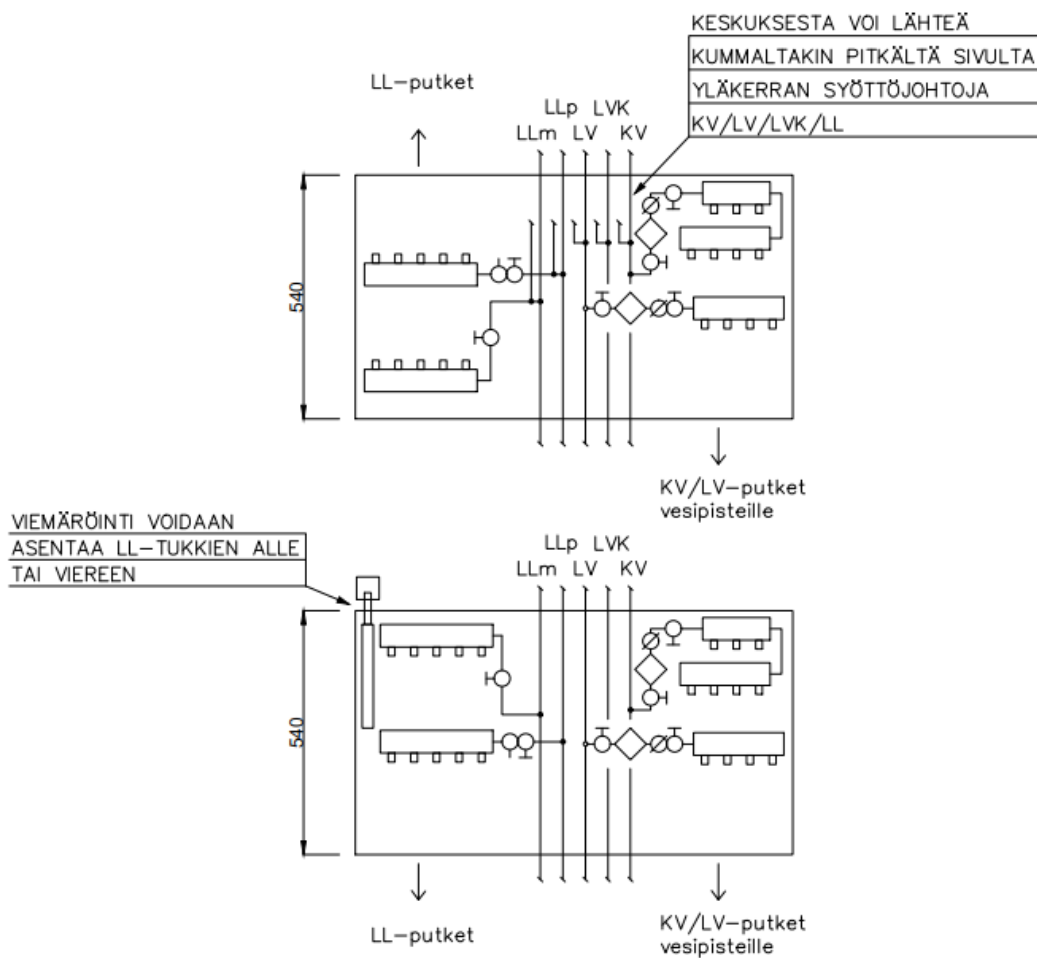 KESKUKSESTA VOI LÄHTEÄ
KUMMALTAKIN PITKÄLTÄ SIVULTA
YLÄKERRAN SYÖTTÖJOHTOJA
KV/LV/LVK/LL
LL-putket
LLp LVK
LLm LV KV
540
KV/LV-putket
vesipisteille
VIEMÄRÖINTI VOIDAAN
ASENTAA LL-TUKKIEN ALLE
TAI VIEREEN
LLp LVK
LLm LV KV
540
LL-putket
KV/LV-putket
vesipisteille